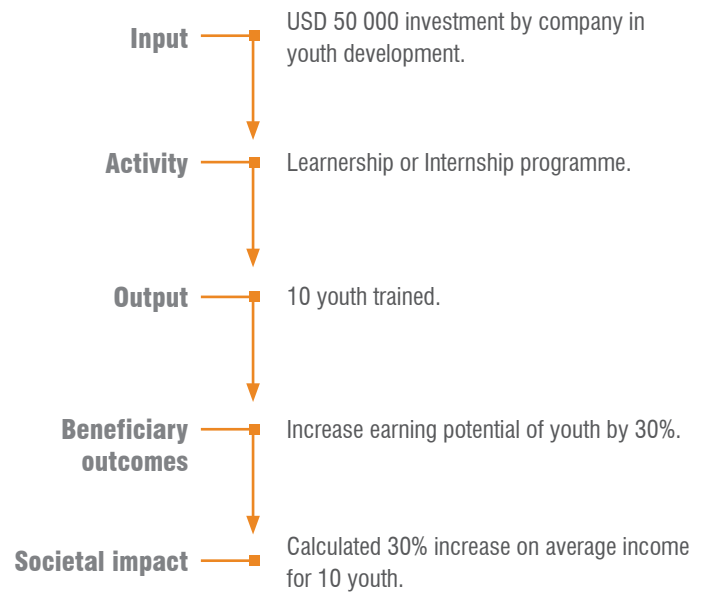 Input
USD 50 000 investment by company in
youth development.
Activity
Learnership or Internship programme.
Output
10 youth trained.
Beneficiary
outcomes
Increase earning potential of youth by 30%.
Societal impact
Calculated 30% increase on average income
for 10 youth.